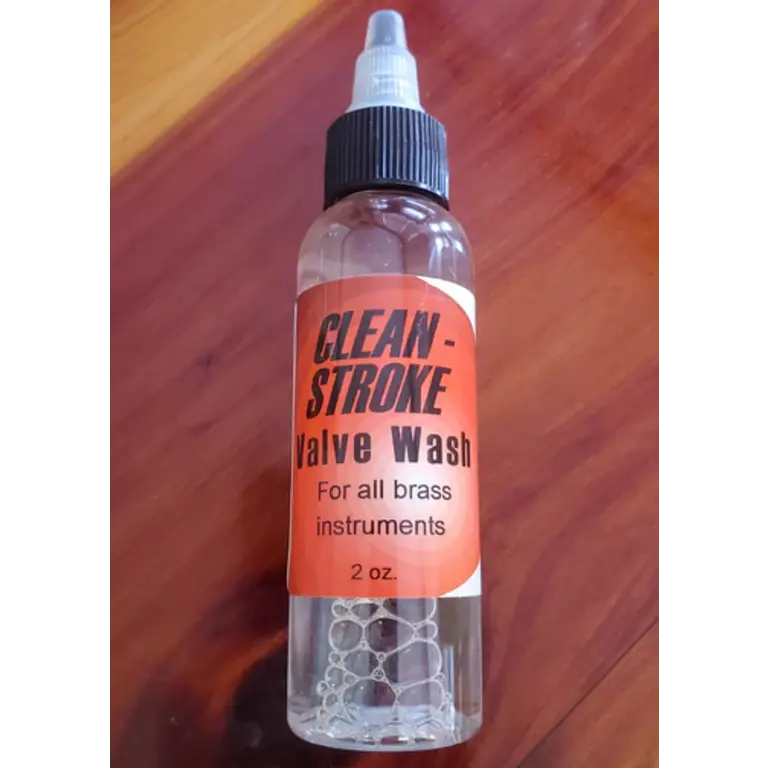 CLEAN -
STROKE
Valve Wash
For all brass
instruments
2 oz.